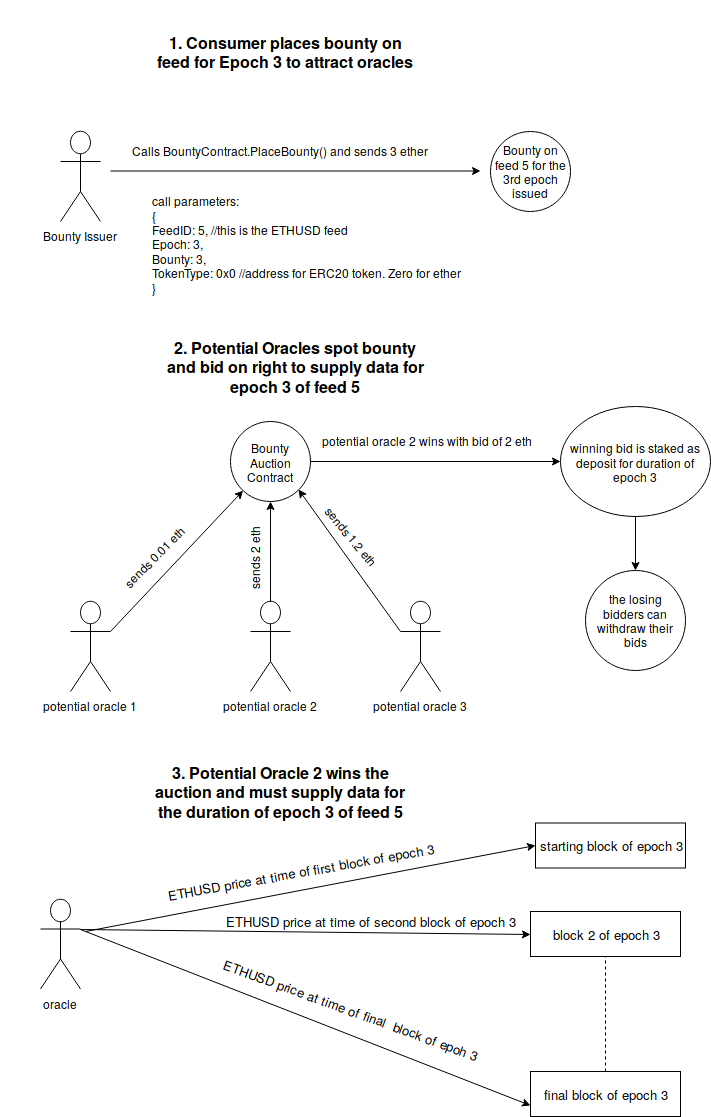 1. Consumer places bounty on
feed for Epoch 3 to attract oracles
Calls BountyContract.PlaceBounty() and sends 3 ether
Bounty on
feed 5 for the
3rd epoch
issued
Bounty Issuer
call parameters:
{
FeedID: 5, //this is the ETHUSD feed
Epoch: 3,
Bounty: 3,
TokenType: 0x0 //address for ERC20 token. Zero for ether
}
2. Potential Oracles spot bounty
and bid on right to supply data for
epoch 3 of feed 5
Bounty
Auction
Contract
potential oracle 2 wins with bid of 2 eth
winning bid is staked as
deposit for duration of
epoch 3
sends 0.01 eth
sends 2 eth
sends 1.2 eth
the losing
bidders can
withdraw their
bids
potential oracle 1
potential oracle 2
potential oracle 3
3. Potential Oracle 2 wins the
auction and must supply data for
the duration of epoch 3 of feed 5
ETHUSD price at time of first block of epoch 3
starting block of epoch 3
ETHUSD price at time of second block of epoch 3
block 2 of epoch 3
oracle
ETHUSD price at time of final block of epoh 3
final block of epoch 3